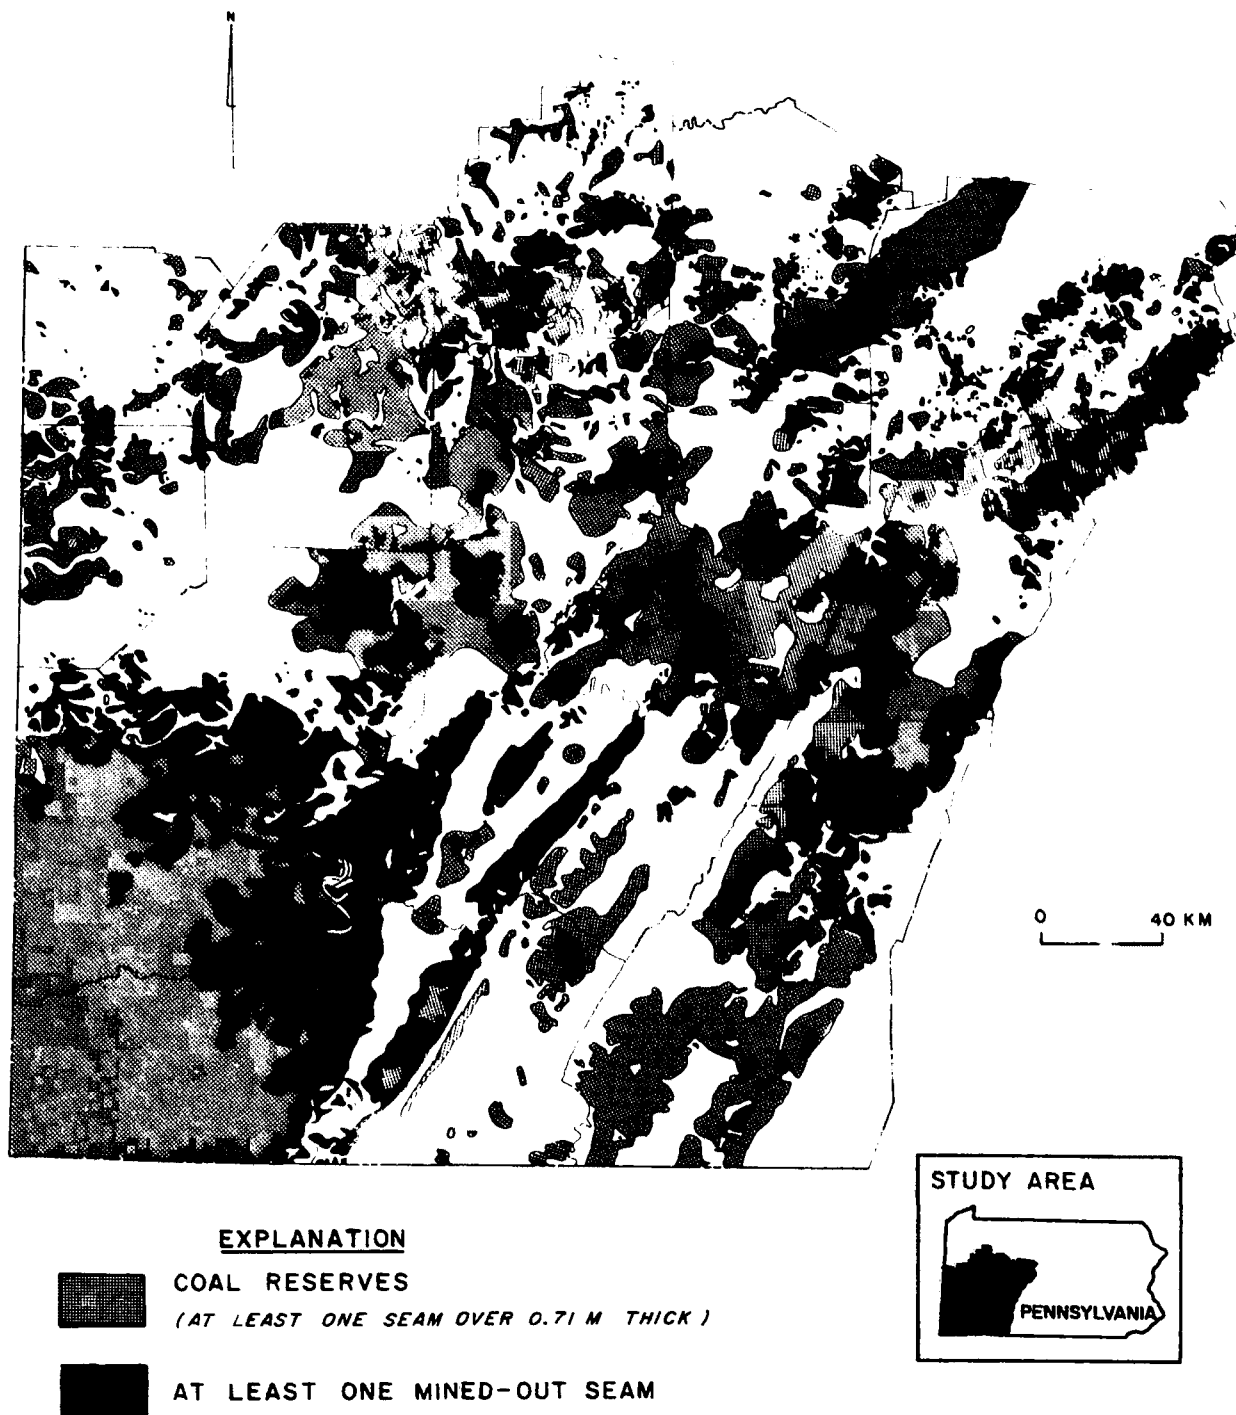 N
0 40 KM
STUDY AREA
PENNSYLVANIA
EXPLANATION
COAL RESERVES
(AT LEAST ONE SEAM OVER 0.71 M THICK)
AT LEAST ONE MINED-OUT SEAM